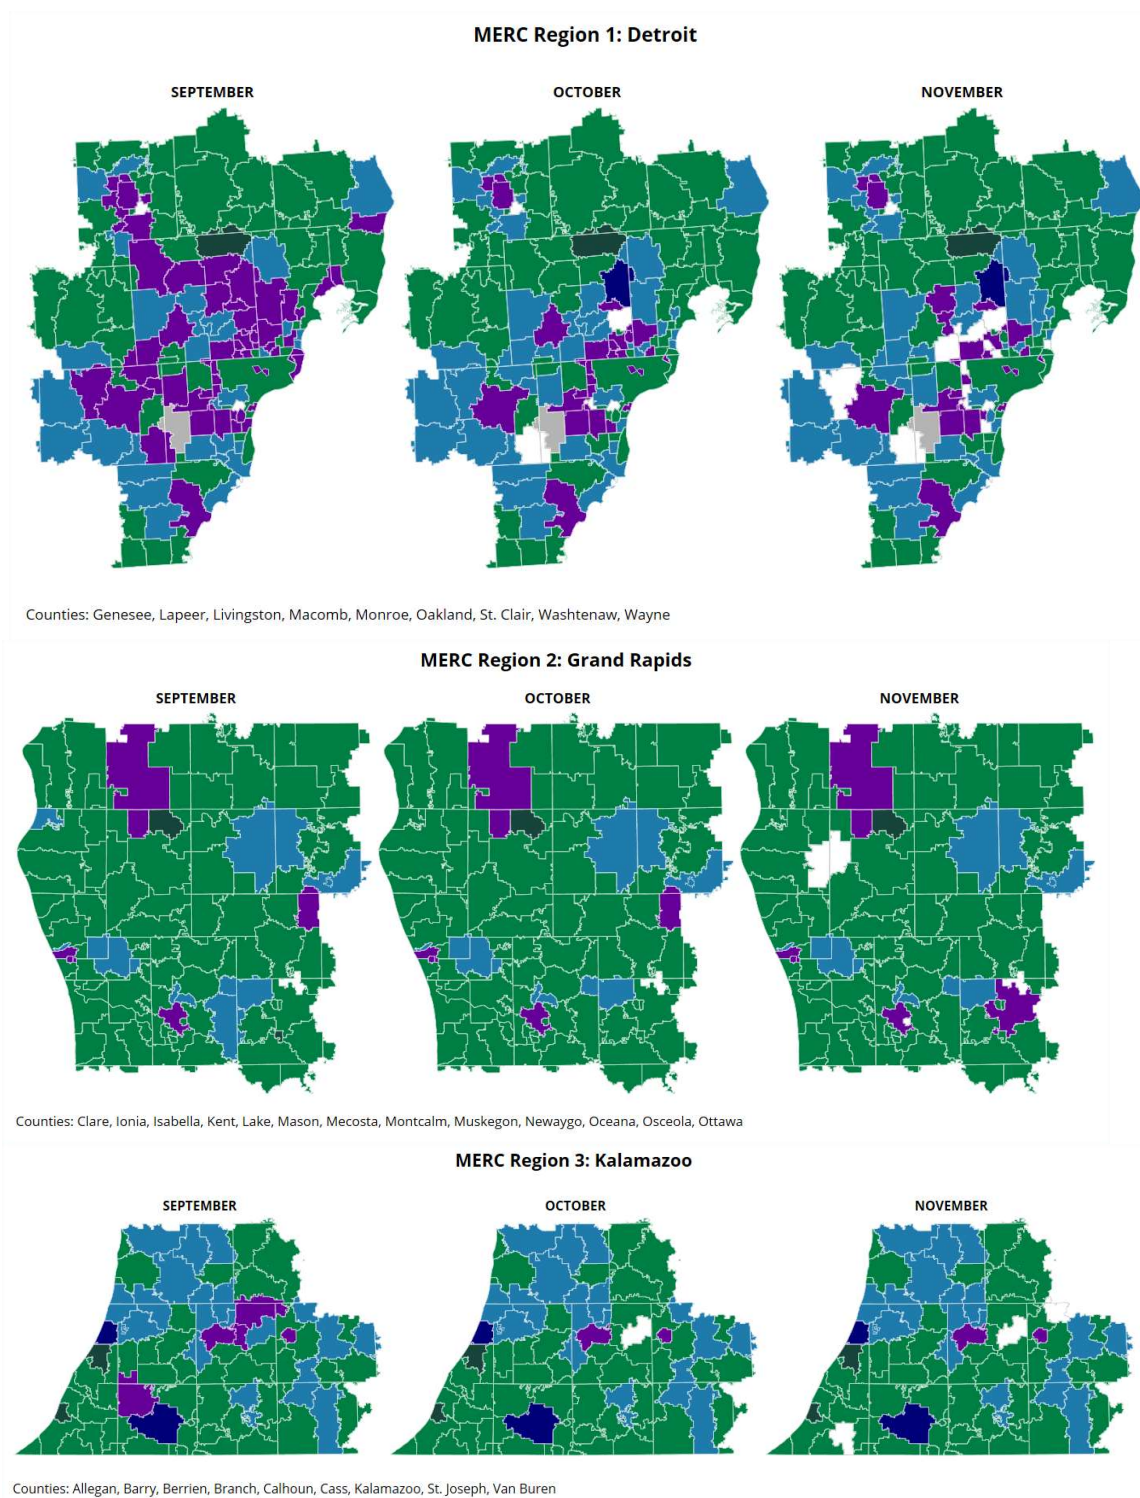 MERC Region 1: Detroit
SEPTEMBER
OCTOBER
NOVEMBER
Counties: Genesee, Lapeer, Livingston, Macomb, Monroe, Oakland, St. Clair, Washtenaw, Wayne
MERC Region 2: Grand Rapids
SEPTEMBER
OCTOBER
NOVEMBER
Counties: Clare, Ionia, Isabella, Kent, Lake, Mason, Mecosta, Montcalm, Muskegon, Newaygo, Oceana, Osceola, Ottawa
MERC Region 3: Kalamazoo
SEPTEMBER
OCTOBER
NOVEMBER
Counties: Allegan, Barry, Berrien, Branch, Calhoun, Cass, Kalamazoo, St. Joseph, Van Buren